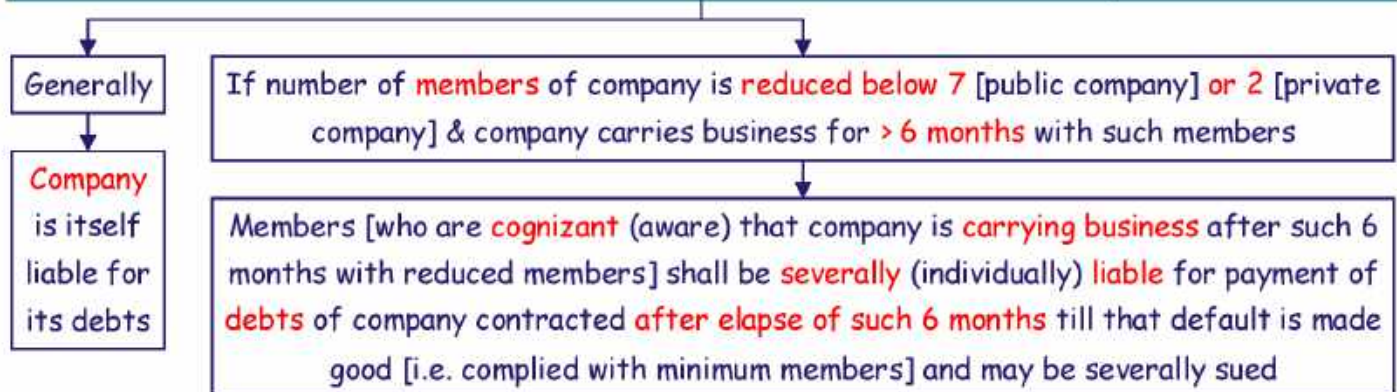 Generally
Company
is itself
liable for
its debts
If number of members of company is reduced below 7 [public company] or 2 [private
company] & company carries business for > 6 months with such members
Members [who are cognizant (aware) that company is carrying business after such 6
months with reduced members] shall be severally (individually) liable for payment of
debts of company contracted after elapse of such 6 months till that default is made
good [i.e. complied with minimum members] and may be severally sued